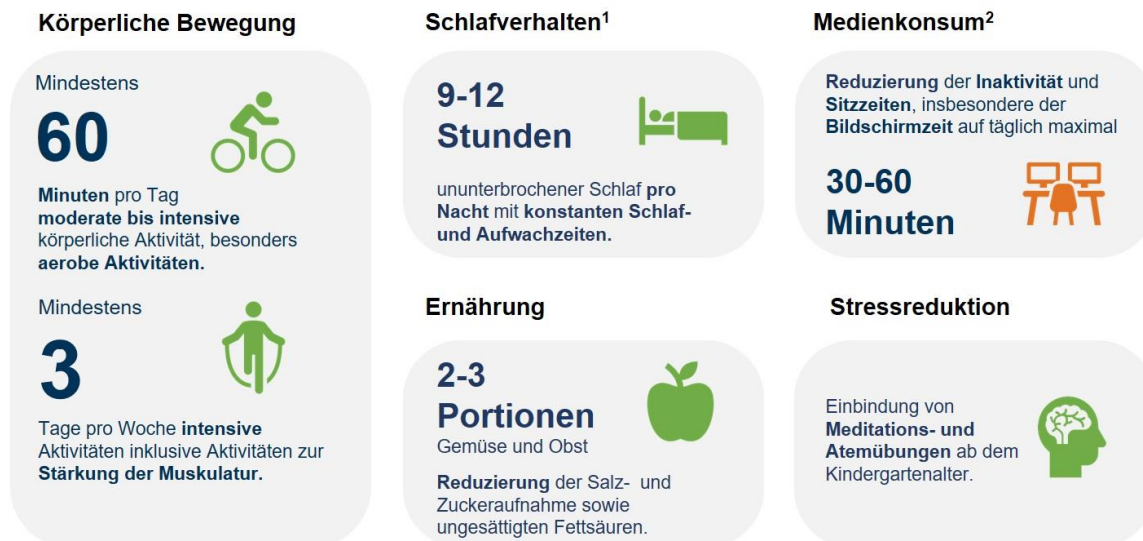 Körperliche Bewegung
Mindestens
60
Minuten pro Tag
moderate bis intensive
körperliche Aktivität, besonders
aerobe Aktivitäten.
Mindestens
3
Tage pro Woche intensive
Aktivitäten inklusive Aktivitäten zur
Stärkung der Muskulatur.
Schlafverhalten¹
9-12
Stunden
ununterbrochener Schlaf pro
Nacht mit konstanten Schlaf-
und Aufwachzeiten.
Medienkonsum²
Reduzierung der Inaktivität und
Sitzzeiten, insbesondere der
Bildschirmzeit auf täglich maximal
30-60
Minuten
Ernährung
2-3
Portionen
Gemüse und Obst
Reduzierung der Salz- und
Zuckeraufnahme sowie
ungesättigten Fettsäuren.
Stressreduktion
Einbindung von
Meditations- und
Atemübungen ab dem
Kindergartenalter.